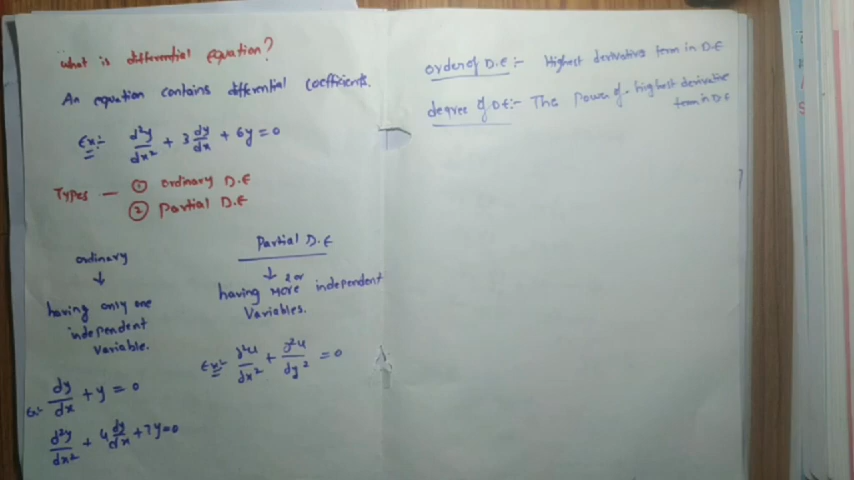 What is differential equation?
An equation contains differential coefficients.
Ex:- d²y/dx² + 3 dy/dx + 6y = 0
Types — ① ordinary D.E
② Partial D.E
ordinary
↓
having only one
independent
variable.
Ex:- dy/dx + y = 0
d²y/dx² + 4 dy/dx + 7y = 0
Partial D.E
↓ 2 or
having more independent
variables.
Ex:- ∂²u/dx² + ∂²u/dy² = 0
order of D.E :- Highest derivative term in D.E
degree of D.E :- The power of highest derivative
term in D.E